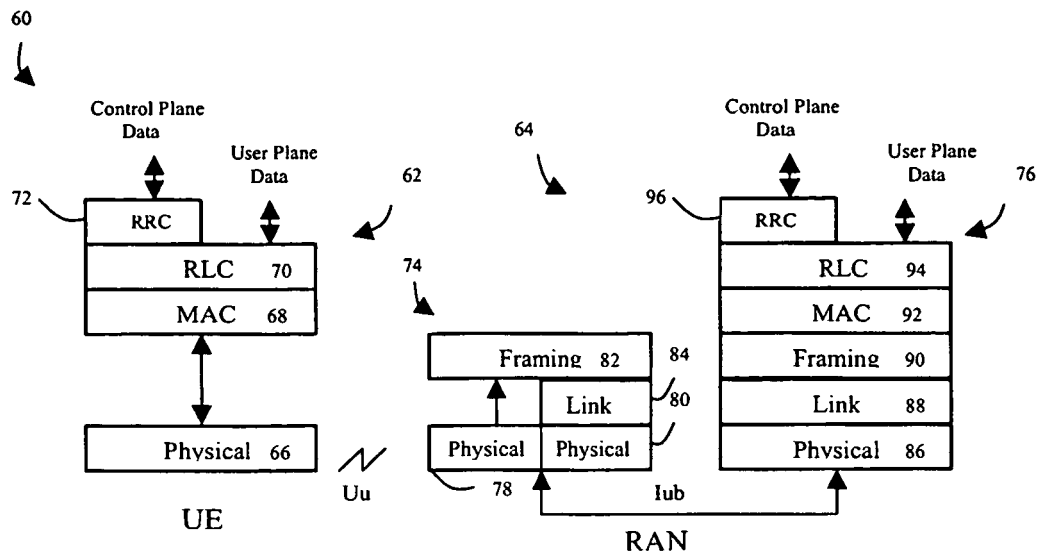 60
Control Plane
Data
User Plane
Data
62
72
RRC
RLC 70
MAC 68
Physical 66
UE
Uu
64
74
Framing 82
84
Link
80
Physical
Physical
78
Iub
RAN
Control Plane
Data
User Plane
Data
76
96
RRC
RLC 94
MAC 92
Framing 90
Link 88
Physical 86